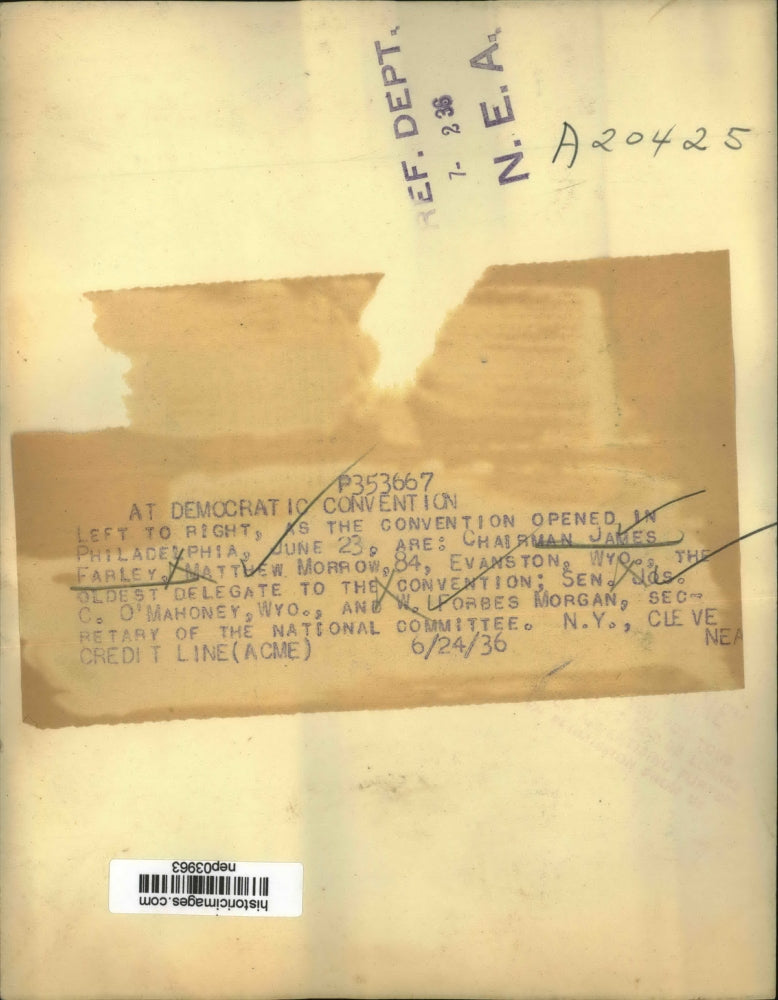 REF. DEPT.
7- 2 36
N. E. A.
A20425
P353667
AT DEMOCRATIC CONVENTION
LEFT TO RIGHT, AS THE CONVENTION OPENED IN
PHILADELPHIA, JUNE 23, ARE: CHAIRMAN JAMES
FARLEY, MATTHEW MORROW, 84, EVANSTON, WYO., THE
OLDEST DELEGATE TO THE CONVENTION; SEN. JOS.
C. O'MAHONEY, WYO., AND W. FORBES MORGAN, SEC-
RETARY OF THE NATIONAL COMMITTEE. N.Y., CLEVE
NEA
CREDIT LINE(ACME) 6/24/36
historicimages.com
nep03963